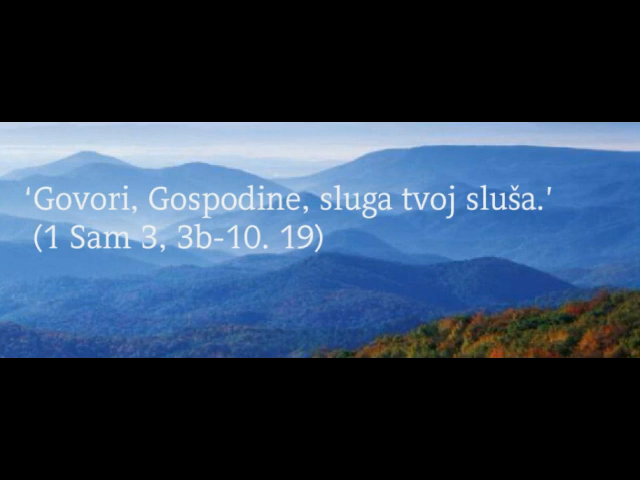 ‘Govori, Gospodine, sluga tvoj sluša.’
(1 Sam 3, 3b-10. 19)